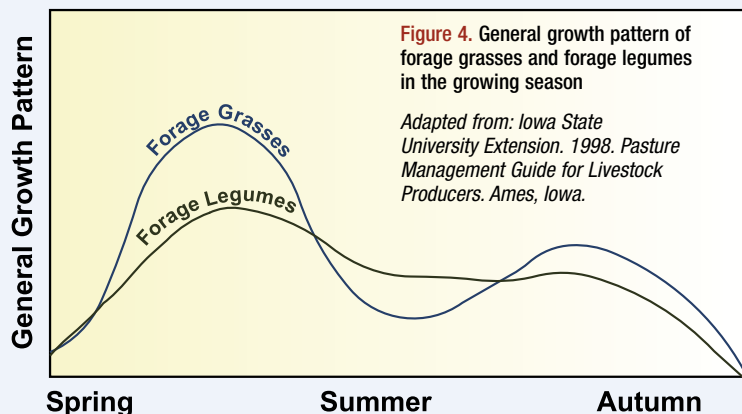 General Growth Pattern
Figure 4. General growth pattern of
forage grasses and forage legumes
in the growing season
Adapted from: Iowa State
University Extension. 1998. Pasture
Management Guide for Livestock
Producers. Ames, Iowa.
Forage Grasses
Forage Legumes
Spring
Summer
Autumn